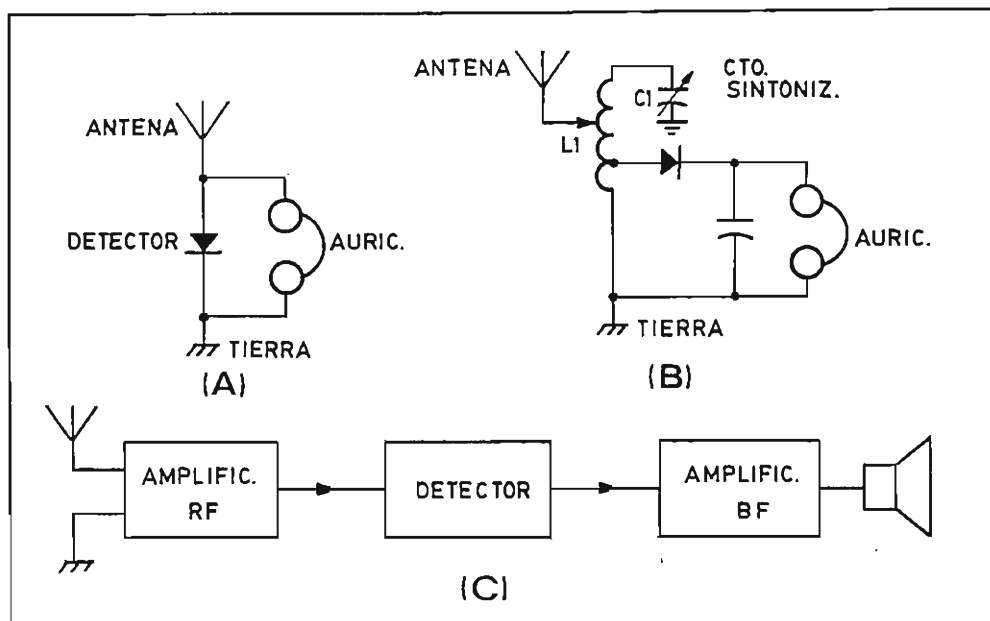 ANTENA
DETECTOR
AURIC.
TIERRA
(A)
ANTENA
C1
CTO.
SINTONIZ.
L1
AURIC.
TIERRA
(B)
AMPLIFIC.
RF
DETECTOR
AMPLIFIC.
BF
(C)